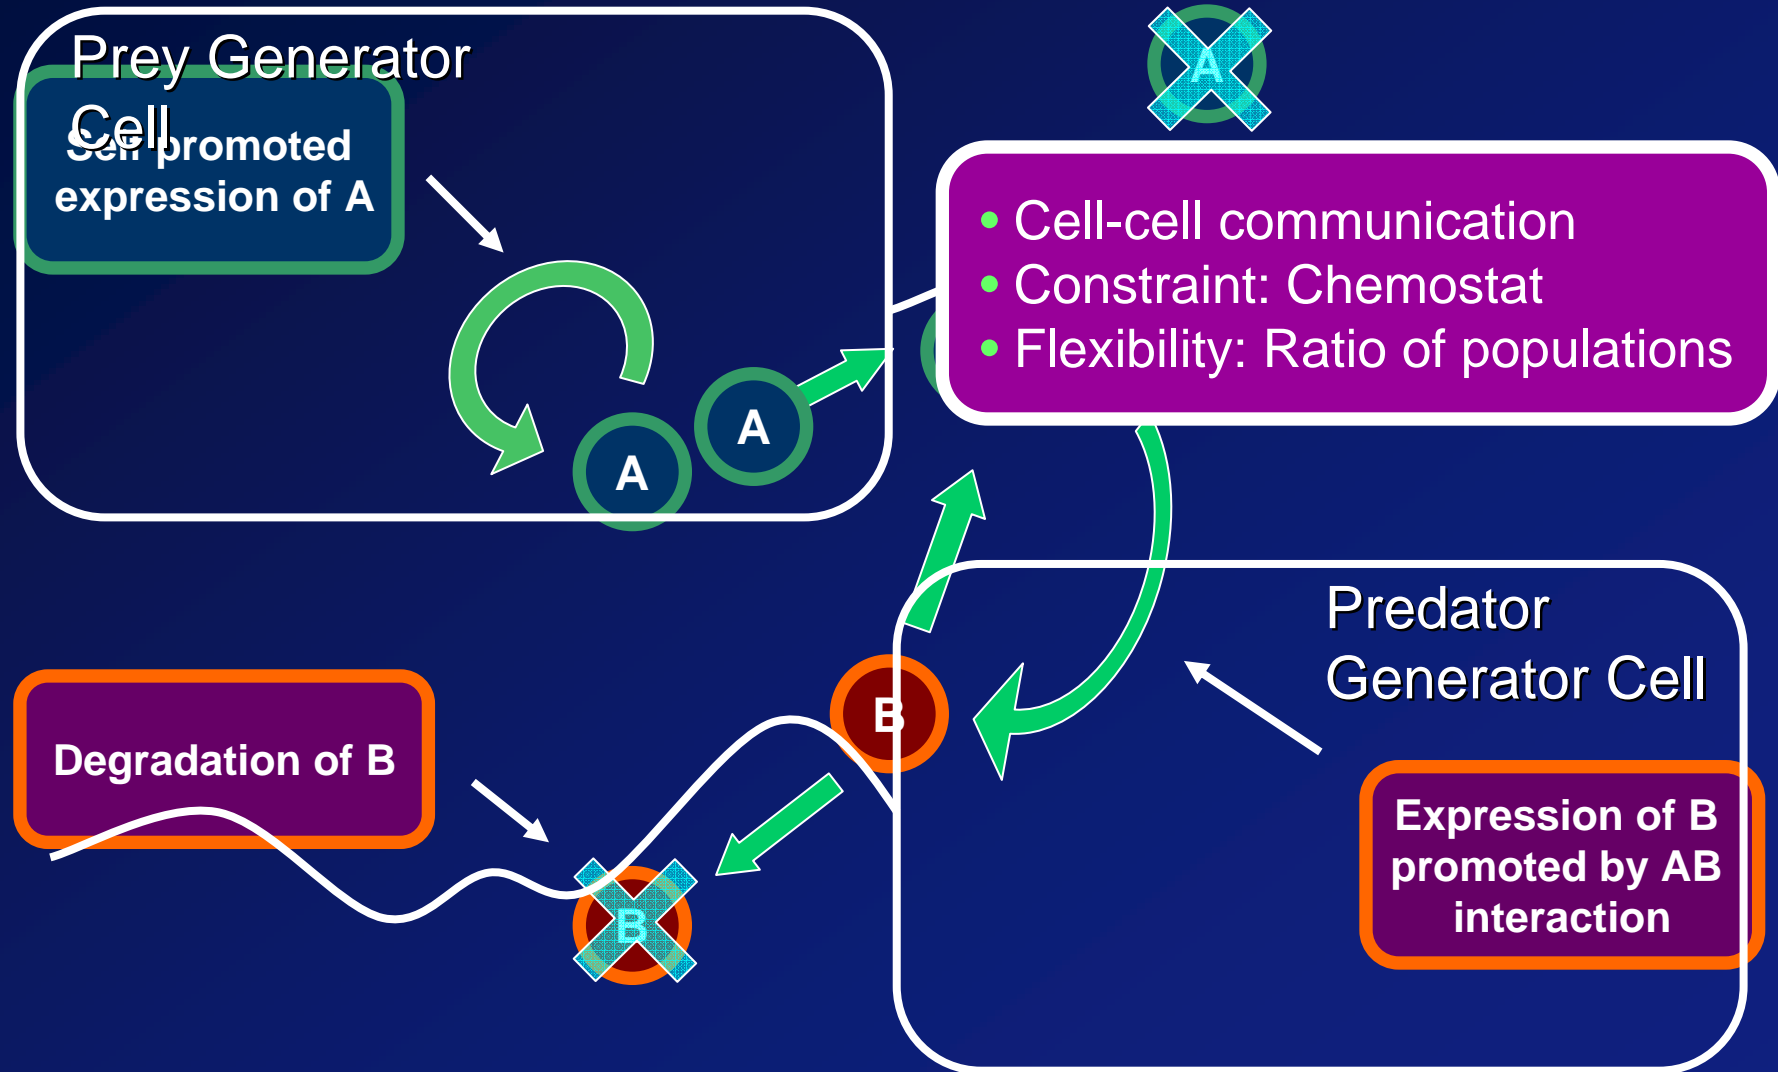 Prey Generator
Cell
Self promoted
expression of A
A
• Cell-cell communication
• Constraint: Chemostat
• Flexibility: Ratio of populations
A
A
Predator
Generator Cell
B
Degradation of B
Expression of B
promoted by AB
interaction
B